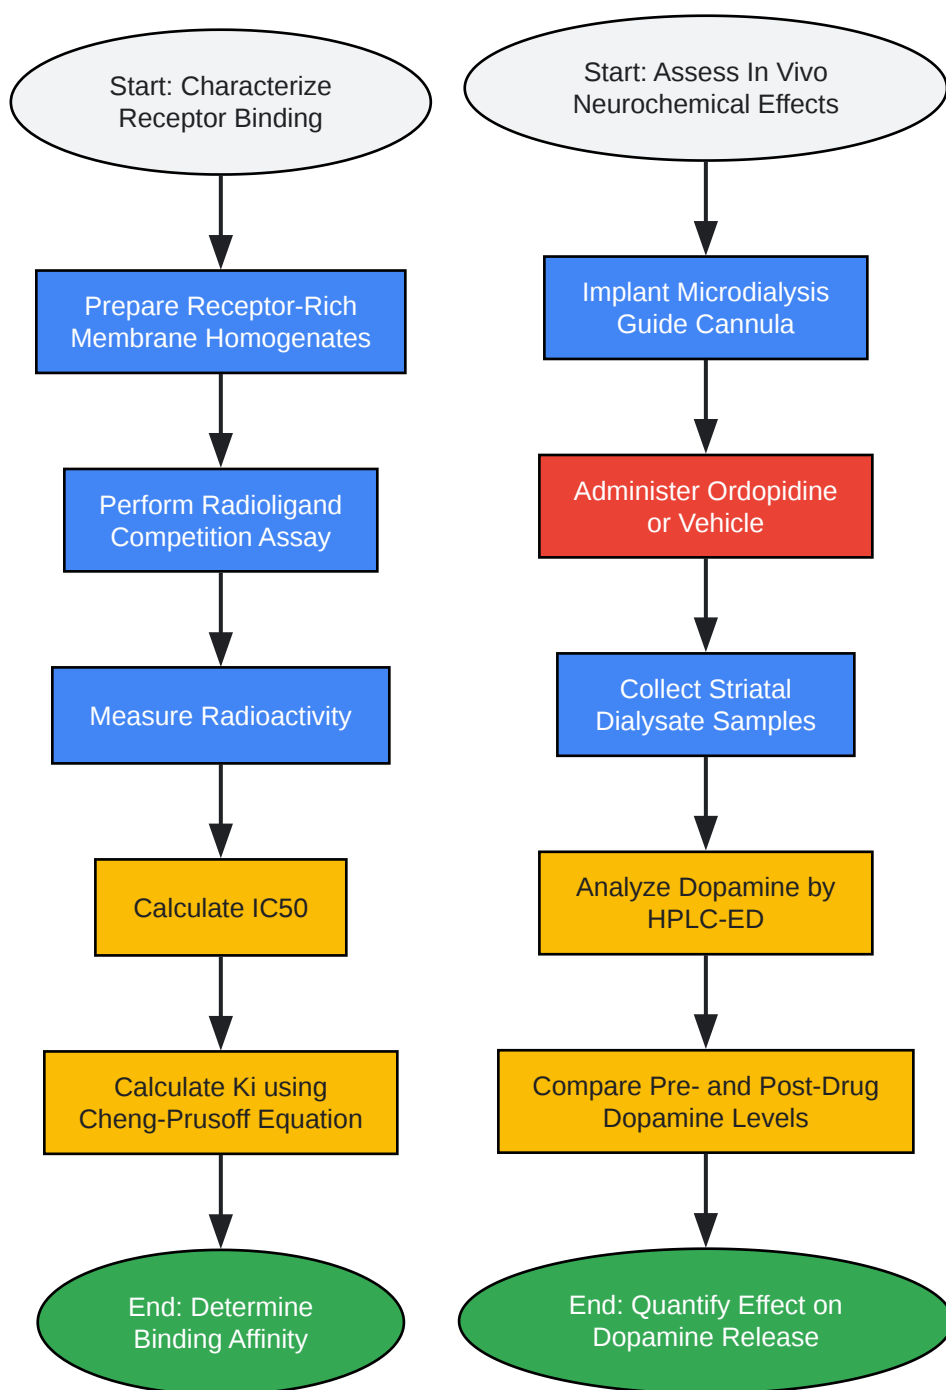 Start: Characterize
Receptor Binding
Prepare Receptor-Rich
Membrane Homogenates
Perform Radioligand
Competition Assay
Measure Radioactivity
Calculate IC50
Calculate Ki using
Cheng-Prusoff Equation
End: Determine
Binding Affinity
Start: Assess In Vivo
Neurochemical Effects
Implant Microdialysis
Guide Cannula
Administer Ordopidine
or Vehicle
Collect Striatal
Dialysate Samples
Analyze Dopamine by
HPLC-ED
Compare Pre- and Post-Drug
Dopamine Levels
End: Quantify Effect on
Dopamine Release